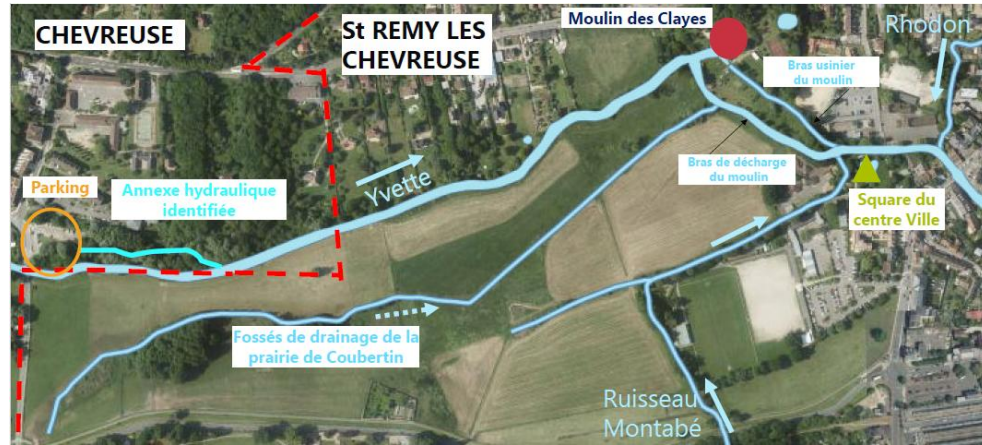 CHEVREUSE
St REMY LES
CHEVREUSE
Moulin des Clayes
Rhodon
Bras usinier
du moulin
Bras de décharge
du moulin
Parking
Annexe hydraulique
identifiée
Yvette
Square du
centre Ville
Fossés de drainage de la
prairie de Coubertin
Ruisseau
Montabé